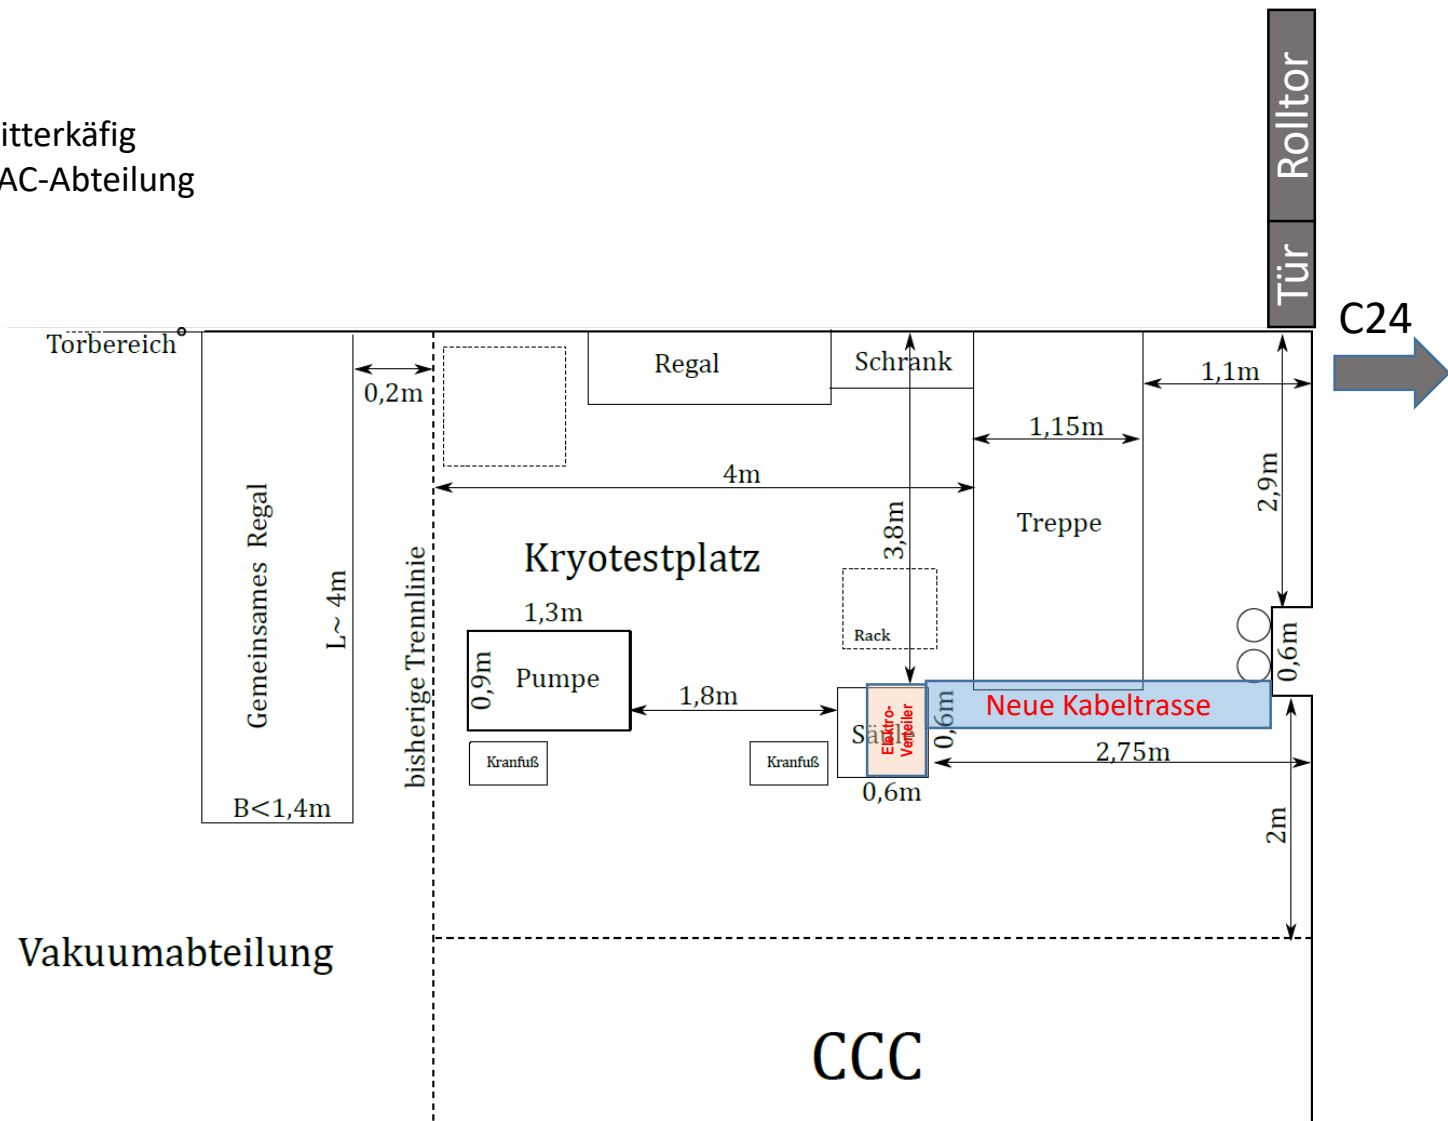 Rolltor
itterkäfig
AC-Abteilung
Tür
C24
Torbereich
Regal
Schrank
1,1m
0,2m
1,15m
4m
2,9m
Treppe
3,8m
Gemeinsames Regal
L~ 4m
bisherige Trennlinie
Kryotestplatz
1,3m
Rack
0,6m
Pumpe
0,9m
1,8m
Säule
Elektro-
Verteiler
0,6m
Neue Kabeltrasse
2,75m
Kranfuß
Kranfuß
0,6m
B<1,4m
2m
Vakuumabteilung
CCC